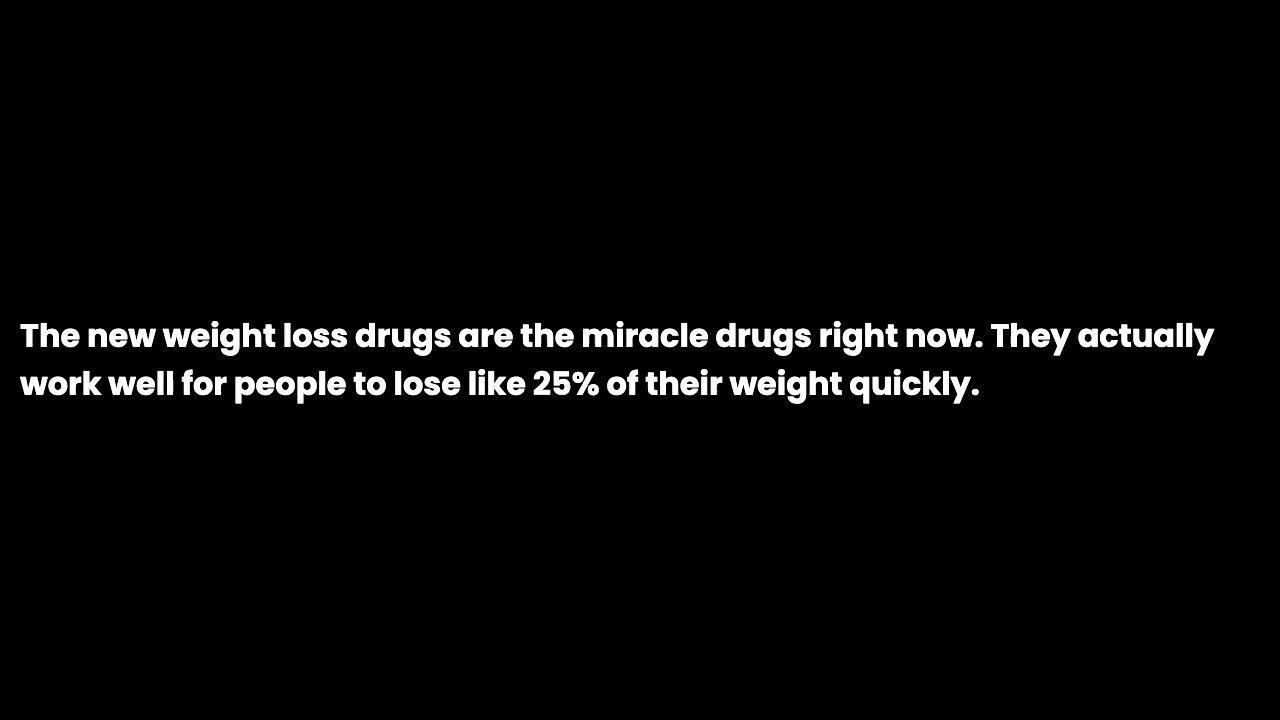 The new weight loss drugs are the miracle drugs right now. They actually
work well for people to lose like 25% of their weight quickly.